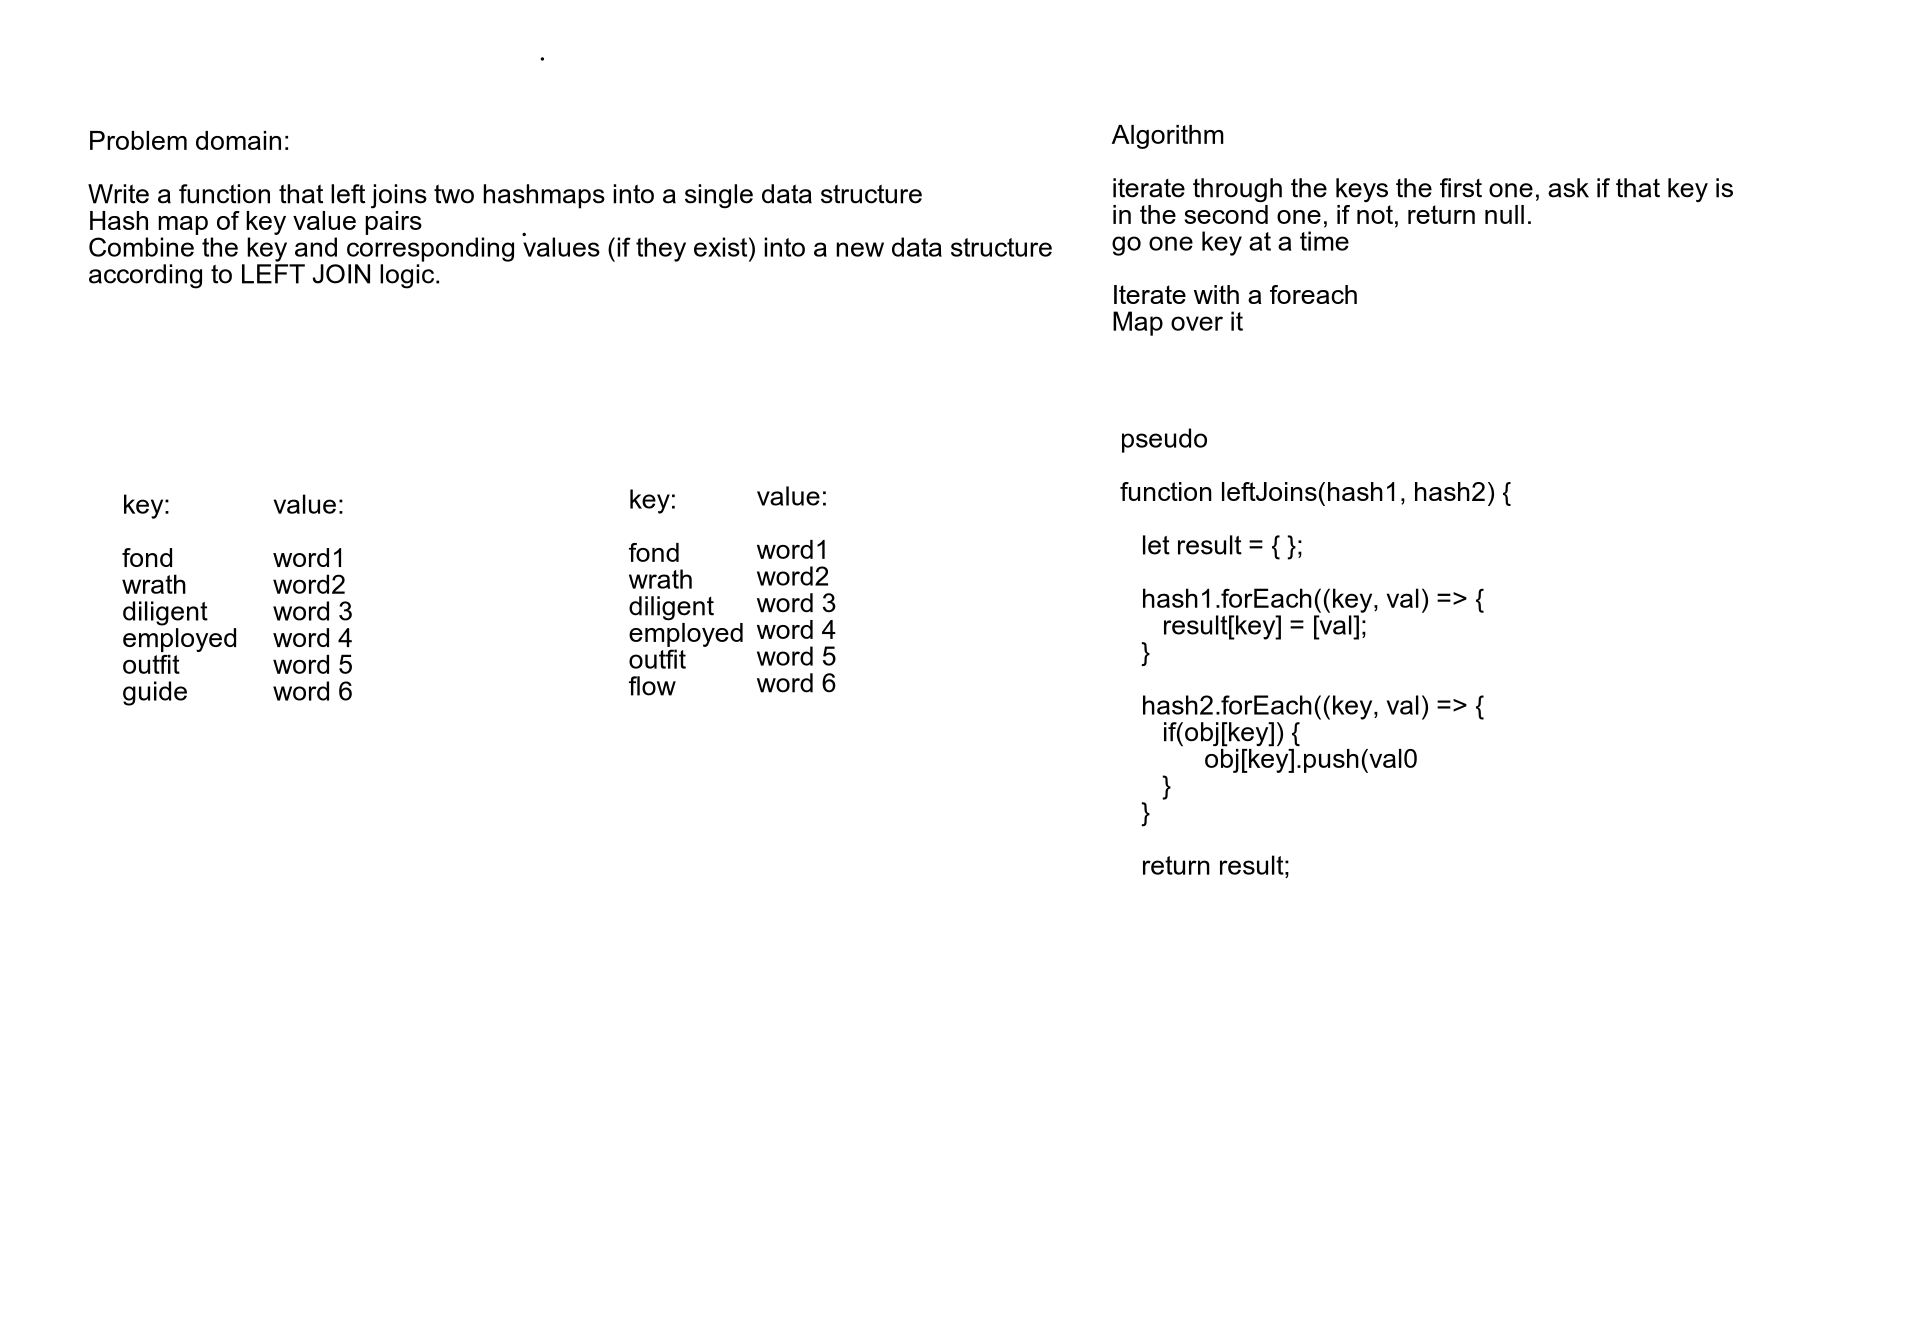 Problem domain:
Write a function that left joins two hashmaps into a single data structure
Hash map of key value pairs
Combine the key and corresponding values (if they exist) into a new data structure
according to LEFT JOIN logic.
key: value:
fond word1
wrath word2
diligent word 3
employed word 4
outfit word 5
guide word 6
key: value:
fond word1
wrath word2
diligent word 3
employed word 4
outfit word 5
flow word 6
Algorithm
iterate through the keys the first one, ask if that key is
in the second one, if not, return null.
go one key at a time
Iterate with a foreach
Map over it
pseudo
function leftJoins(hash1, hash2) {
let result = { };
hash1.forEach((key, val) => {
result[key] = [val];
}
hash2.forEach((key, val) => {
if(obj[key]) {
obj[key].push(val0
}
}
return result;